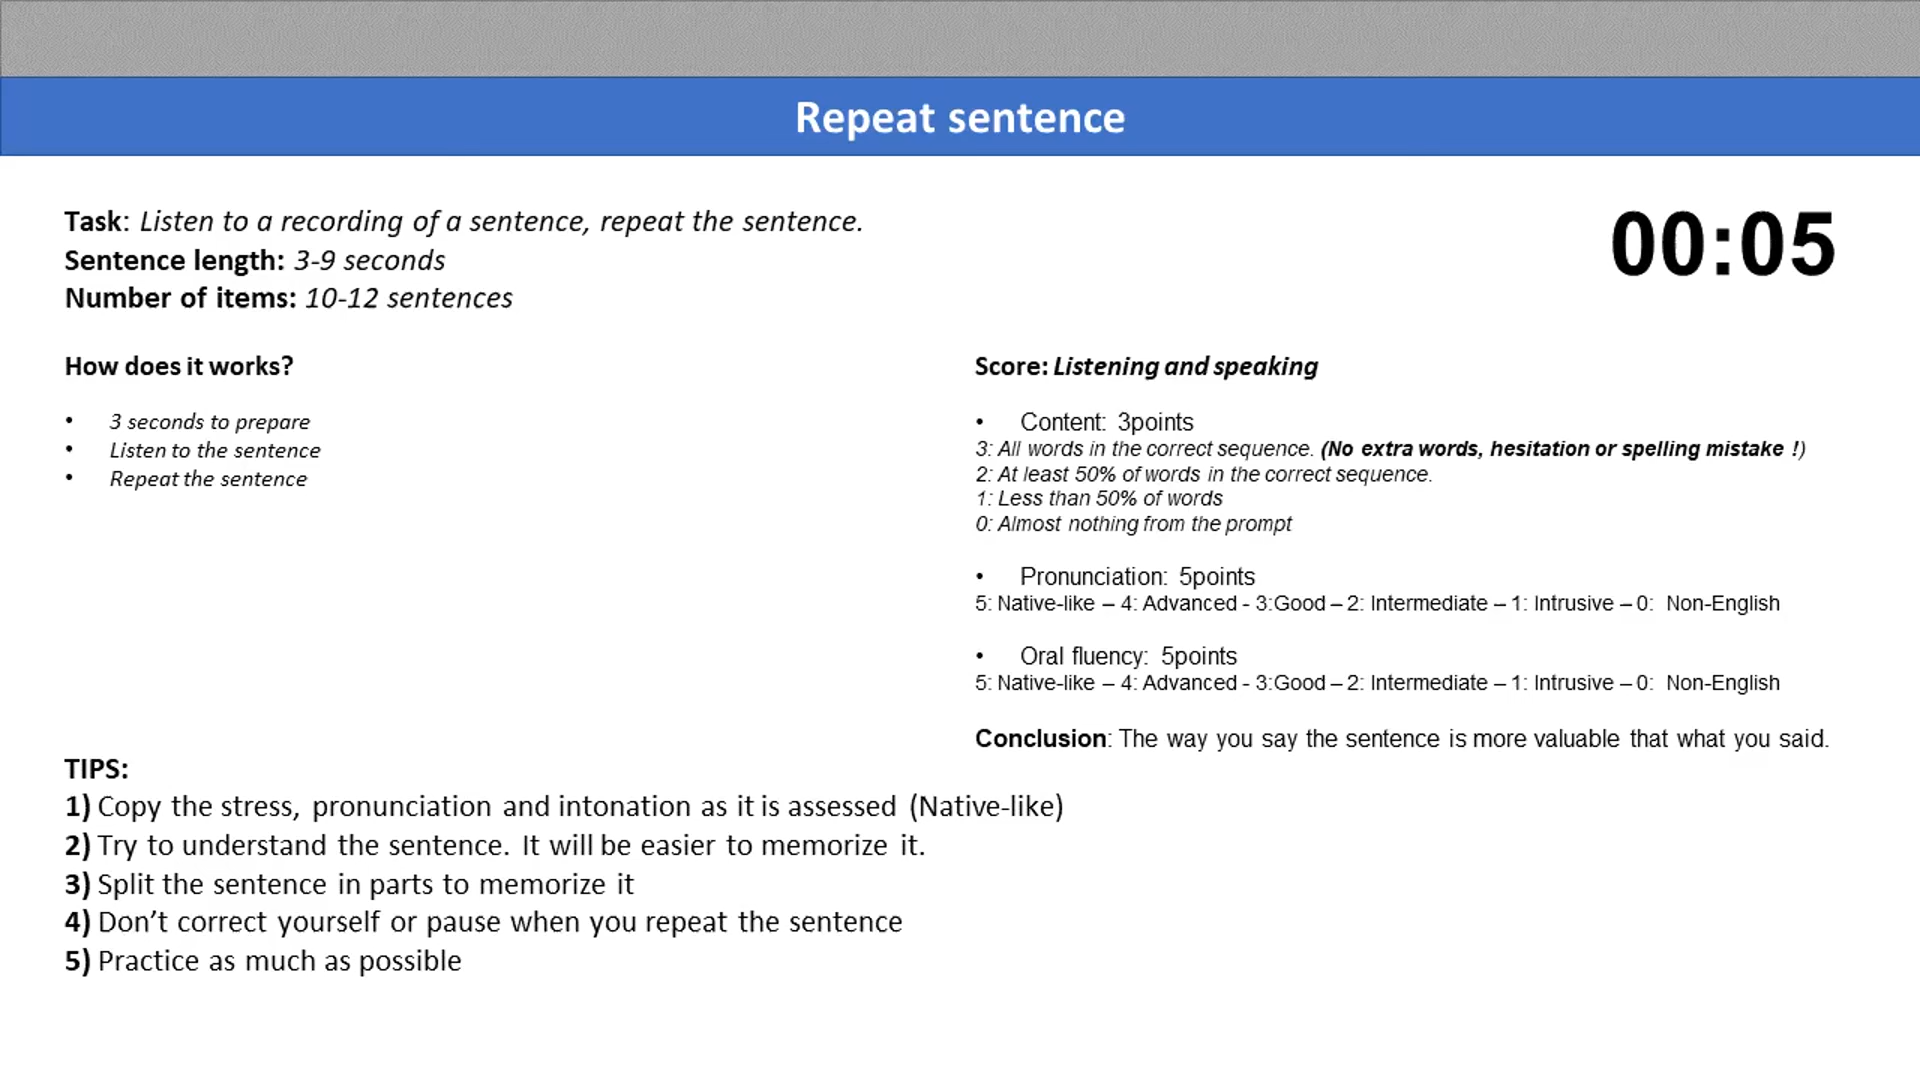 Repeat sentence
Task: Listen to a recording of a sentence, repeat the sentence.
Sentence length: 3-9 seconds
Number of items: 10-12 sentences
00:05
How does it works?
• 3 seconds to prepare
• Listen to the sentence
• Repeat the sentence
Score: Listening and speaking
• Content: 3points
3: All words in the correct sequence. (No extra words, hesitation or spelling mistake !)
2: At least 50% of words in the correct sequence.
1: Less than 50% of words
0: Almost nothing from the prompt
• Pronunciation: 5points
5: Native-like – 4: Advanced - 3:Good – 2: Intermediate – 1: Intrusive – 0: Non-English
• Oral fluency: 5points
5: Native-like – 4: Advanced - 3:Good – 2: Intermediate – 1: Intrusive – 0: Non-English
Conclusion: The way you say the sentence is more valuable that what you said.
TIPS:
1) Copy the stress, pronunciation and intonation as it is assessed (Native-like)
2) Try to understand the sentence. It will be easier to memorize it.
3) Split the sentence in parts to memorize it
4) Don’t correct yourself or pause when you repeat the sentence
5) Practice as much as possible